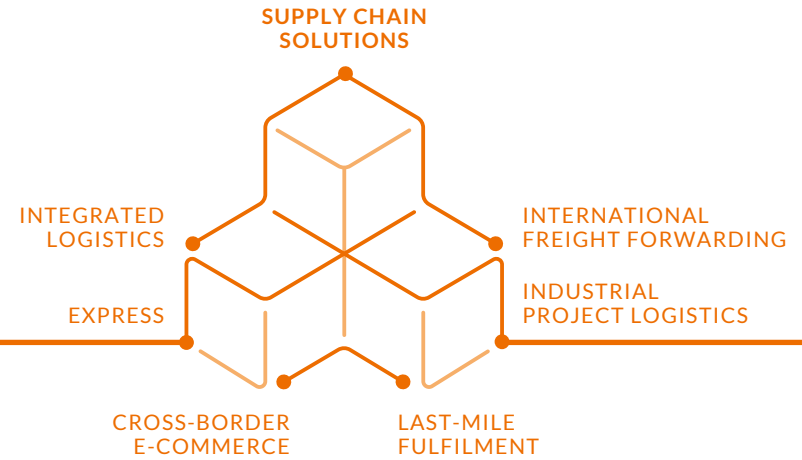 SUPPLY CHAIN
SOLUTIONS
INTEGRATED
LOGISTICS
INTERNATIONAL
FREIGHT FORWARDING
EXPRESS
INDUSTRIAL
PROJECT LOGISTICS
CROSS-BORDER
E-COMMERCE
LAST-MILE
FULFILMENT